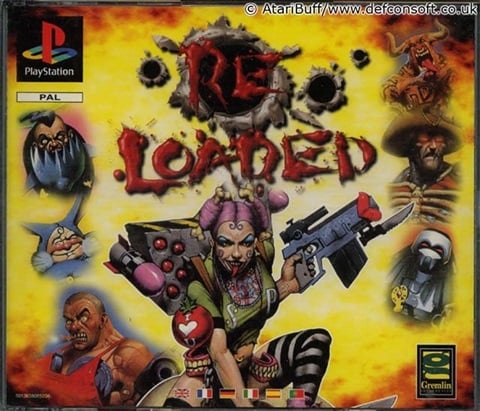 © AtariBuff/www.defconsoft.co.uk
PlayStation
PAL
RE
LOADED
Gremlin